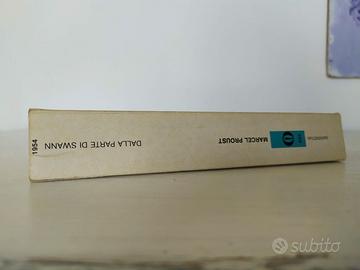 MARCEL PROUST
DALLA PARTE DI SWANN
1954
subito